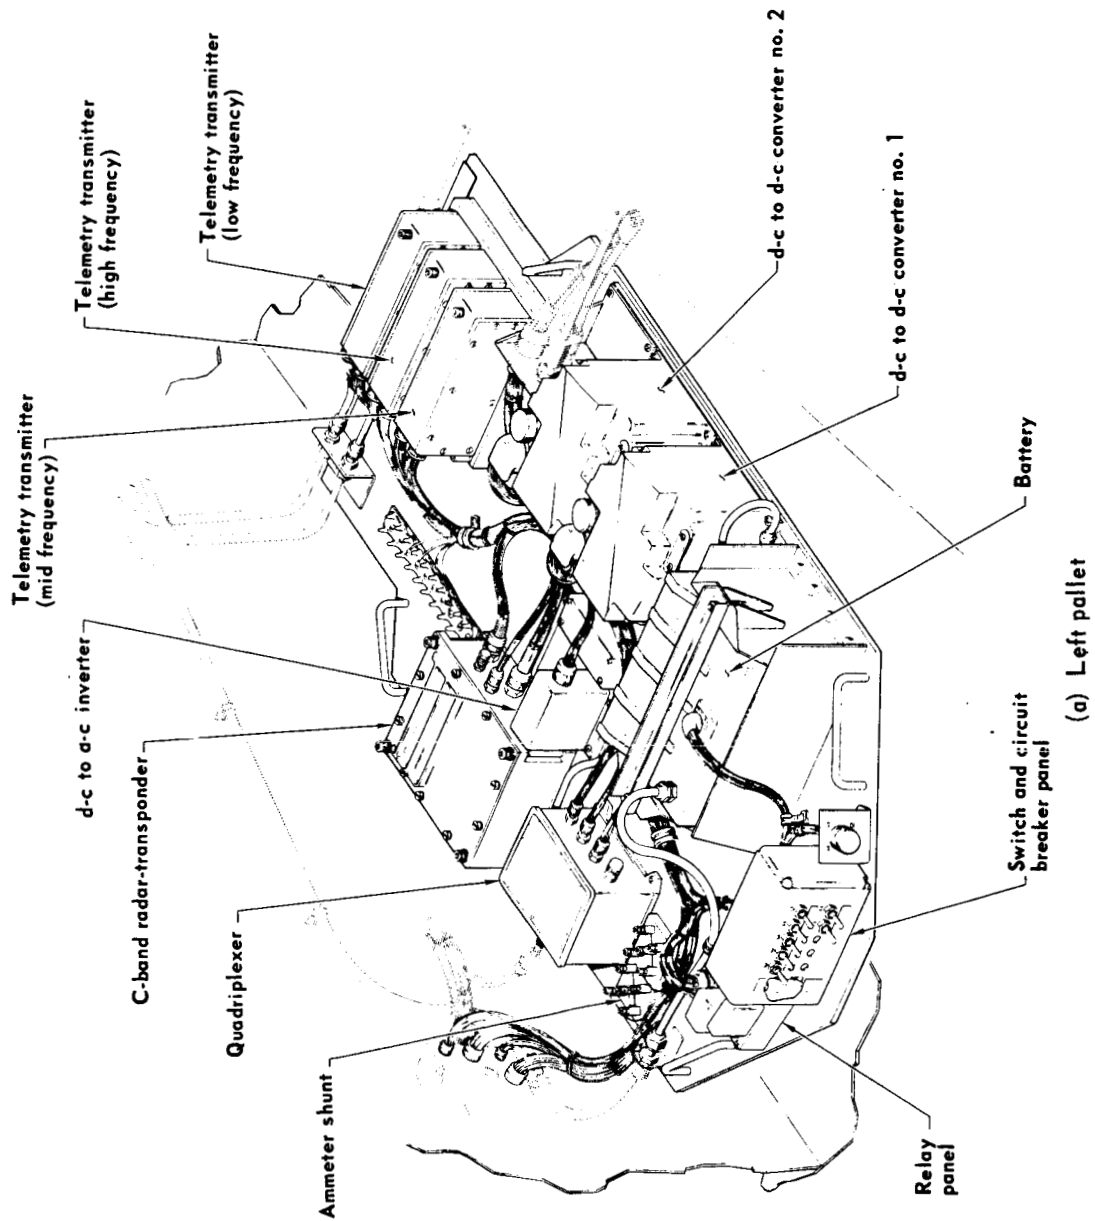 Telemetry transmitter
(mid frequency)
Telemetry transmitter
(high frequency)
Telemetry transmitter
(low frequency)
d-c to a-c inverter
C-band radar-transponder
Quadriplexer
Ammeter shunt
d-c to d-c converter no. 2
d-c to d-c converter no. 1
Battery
Switch and circuit
breaker panel
Relay
panel
(a) Left pallet